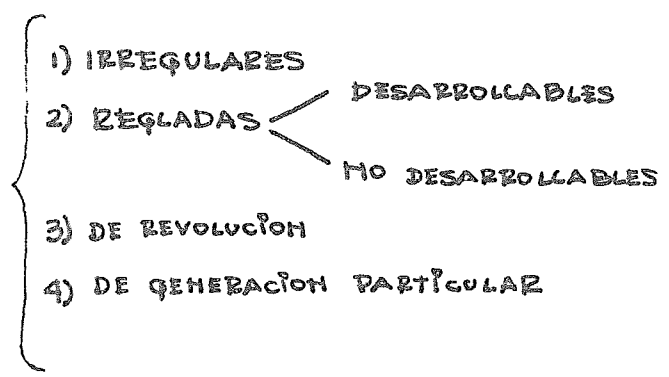 1) IRREGULARES
DESARROLLABLES
2) REGLADAS
NO DESARROLLABLES
3) DE REVOLUCION
4) DE GENERACION PARTICULAR